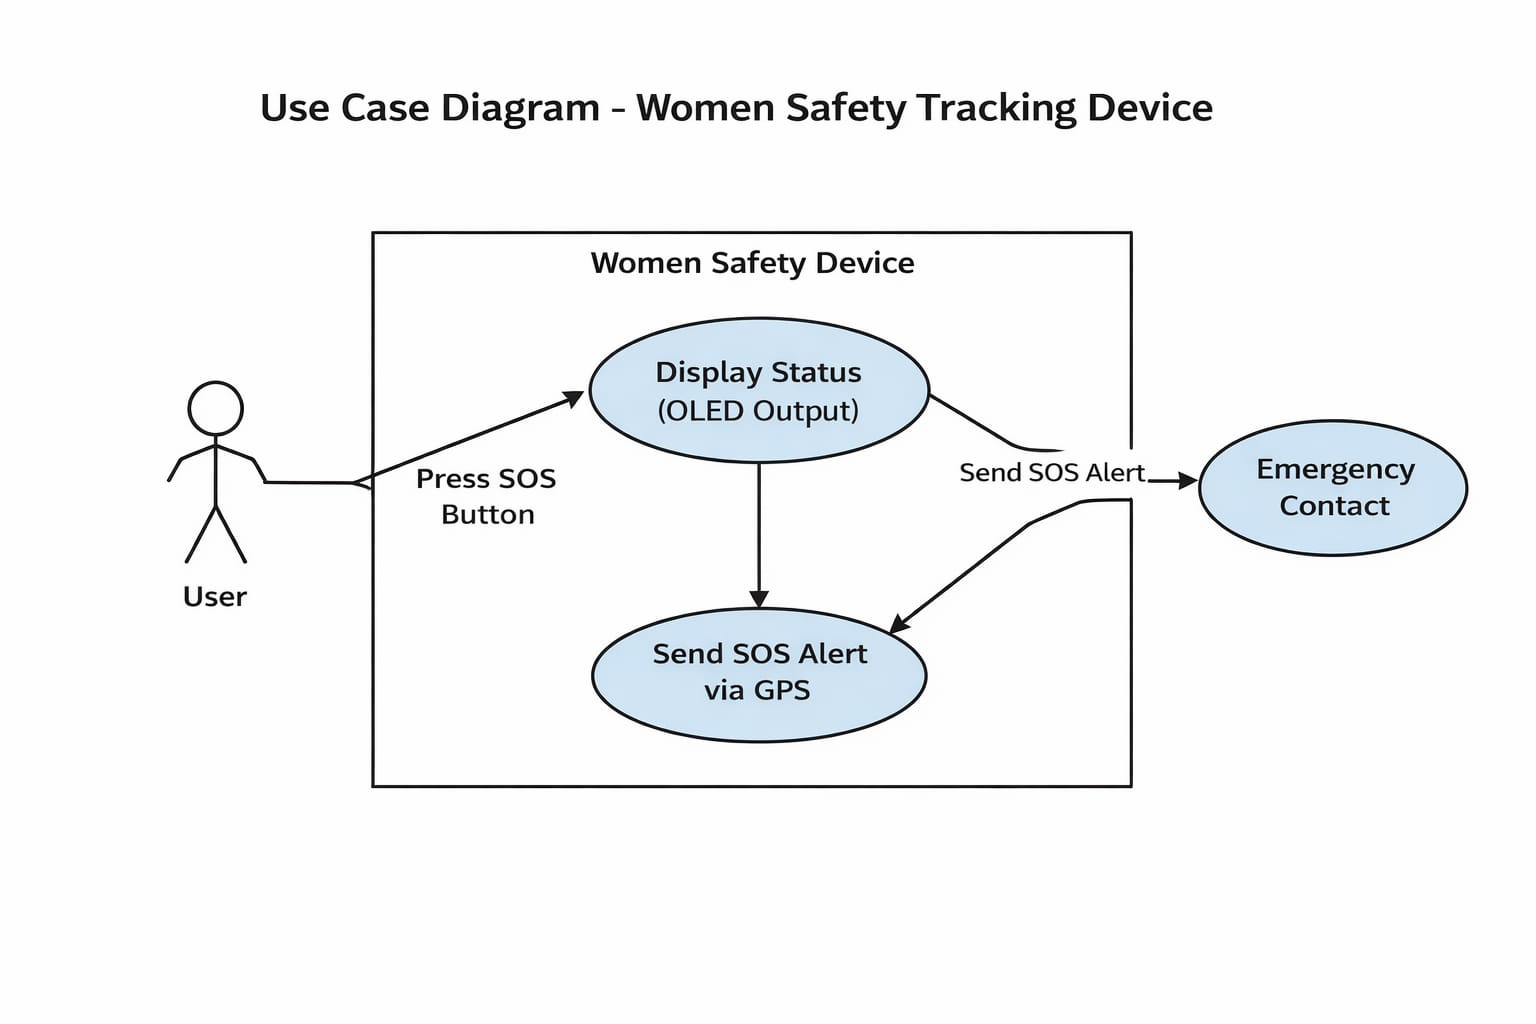 Use Case Diagram - Women Safety Tracking Device
Women Safety Device
Display Status
(OLED Output)
Press SOS
Button
Send SOS Alert
Emergency
Contact
User
Send SOS Alert
via GPS